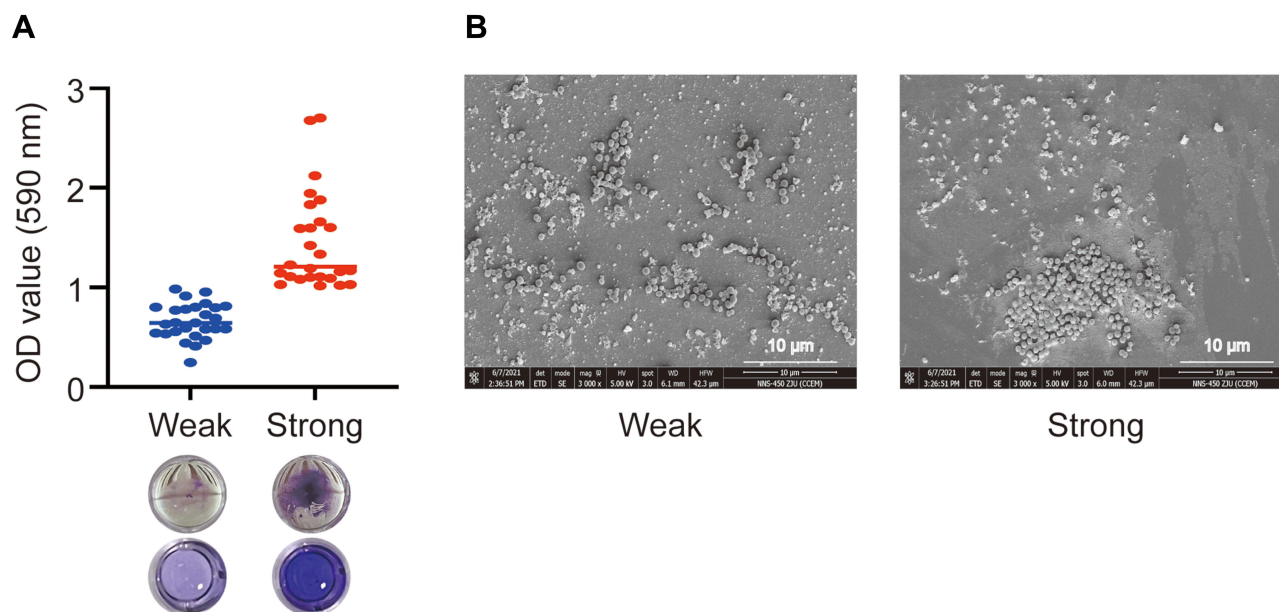 A
B
OD value (590 nm)
3
2
1
0
Weak
Strong
10 µm
6/7/2021 det mode mag HV spot WD HFW 10 µm
2:36:51 PM ETD SE 3 000 x 5.00 kV 3.0 6.1 mm 42.3 µm NNS-450 ZJU (CCEM)
Weak
10 µm
6/7/2021 det mode mag HV spot WD HFW 10 µm
3:26:51 PM ETD SE 3 000 x 5.00 kV 3.0 6.0 mm 42.3 µm NNS-450 ZJU (CCEM)
Strong